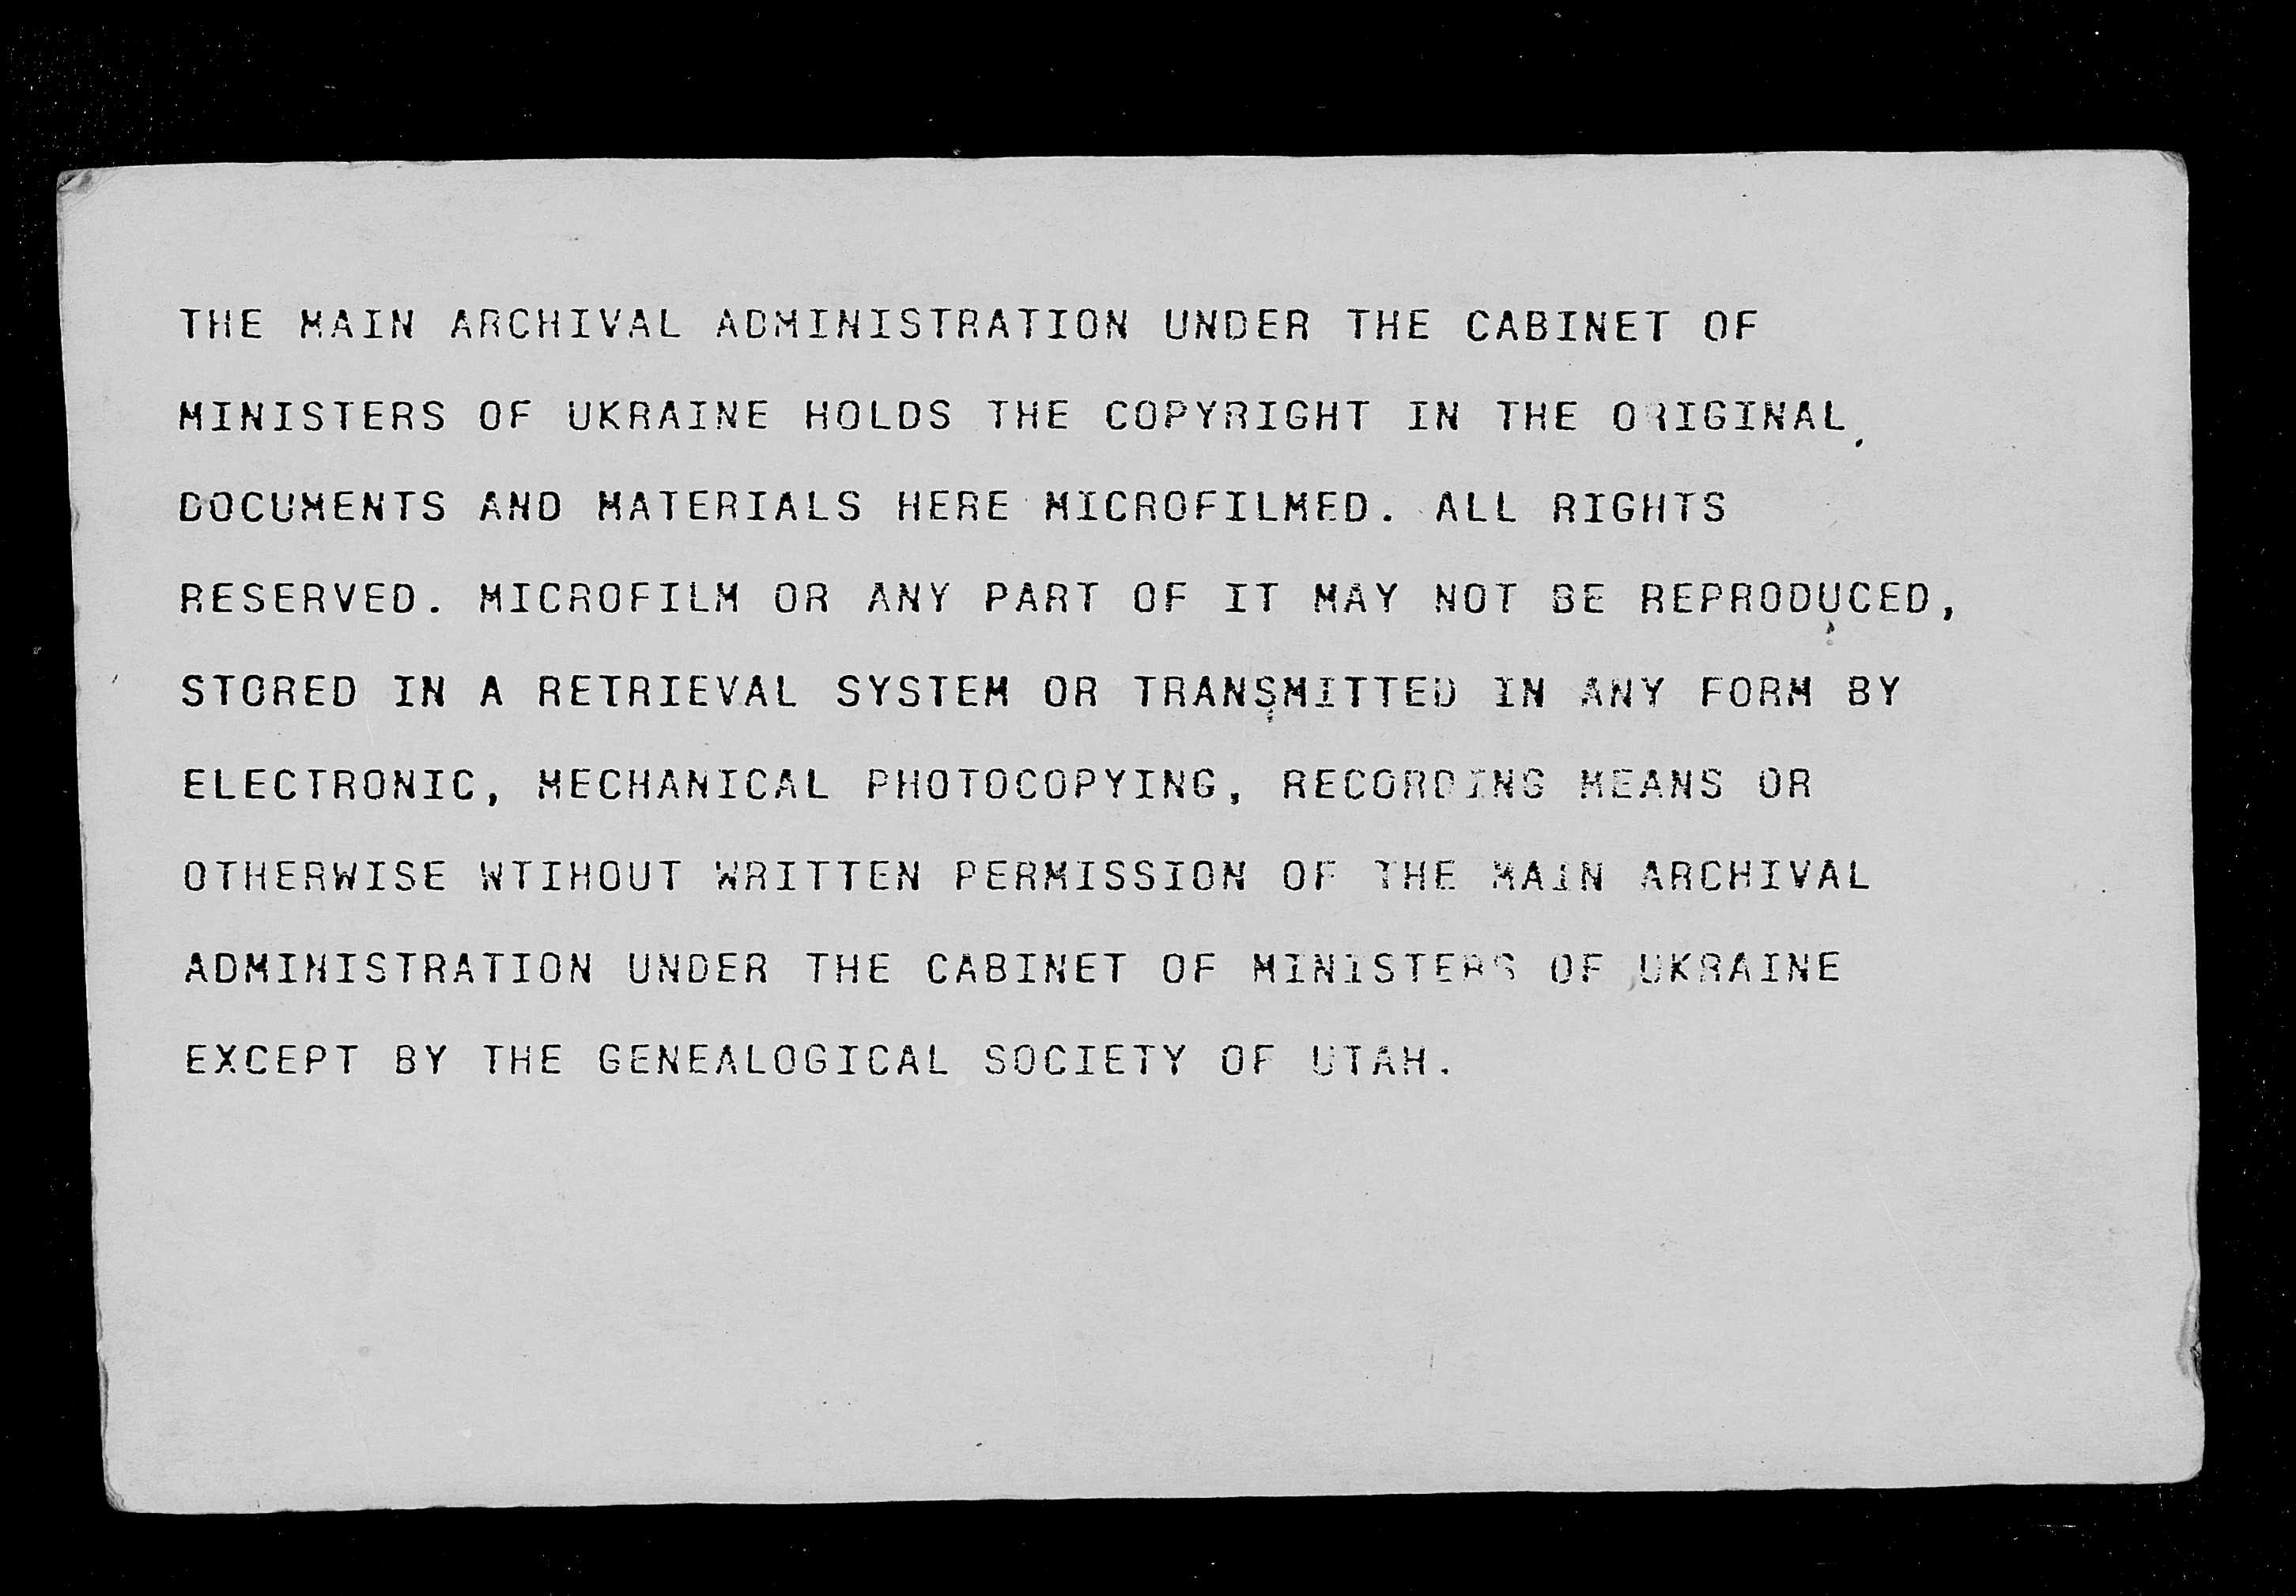 THE MAIN ARCHIVAL ADMINISTRATION UNDER THE CABINET OF
MINISTERS OF UKRAINE HOLDS THE COPYRIGHT IN THE ORIGINAL
DOCUMENTS AND MATERIALS HERE MICROFILMED. ALL RIGHTS
RESERVED. MICROFILM OR ANY PART OF IT MAY NOT BE REPRODUCED,
STORED IN A RETRIEVAL SYSTEM OR TRANSMITTED IN ANY FORM BY
ELECTRONIC, MECHANICAL PHOTOCOPYING, RECORDING MEANS OR
OTHERWISE WTIHOUT WRITTEN PERMISSION OF THE MAIN ARCHIVAL
ADMINISTRATION UNDER THE CABINET OF MINISTERS OF UKRAINE
EXCEPT BY THE GENEALOGICAL SOCIETY OF UTAH.